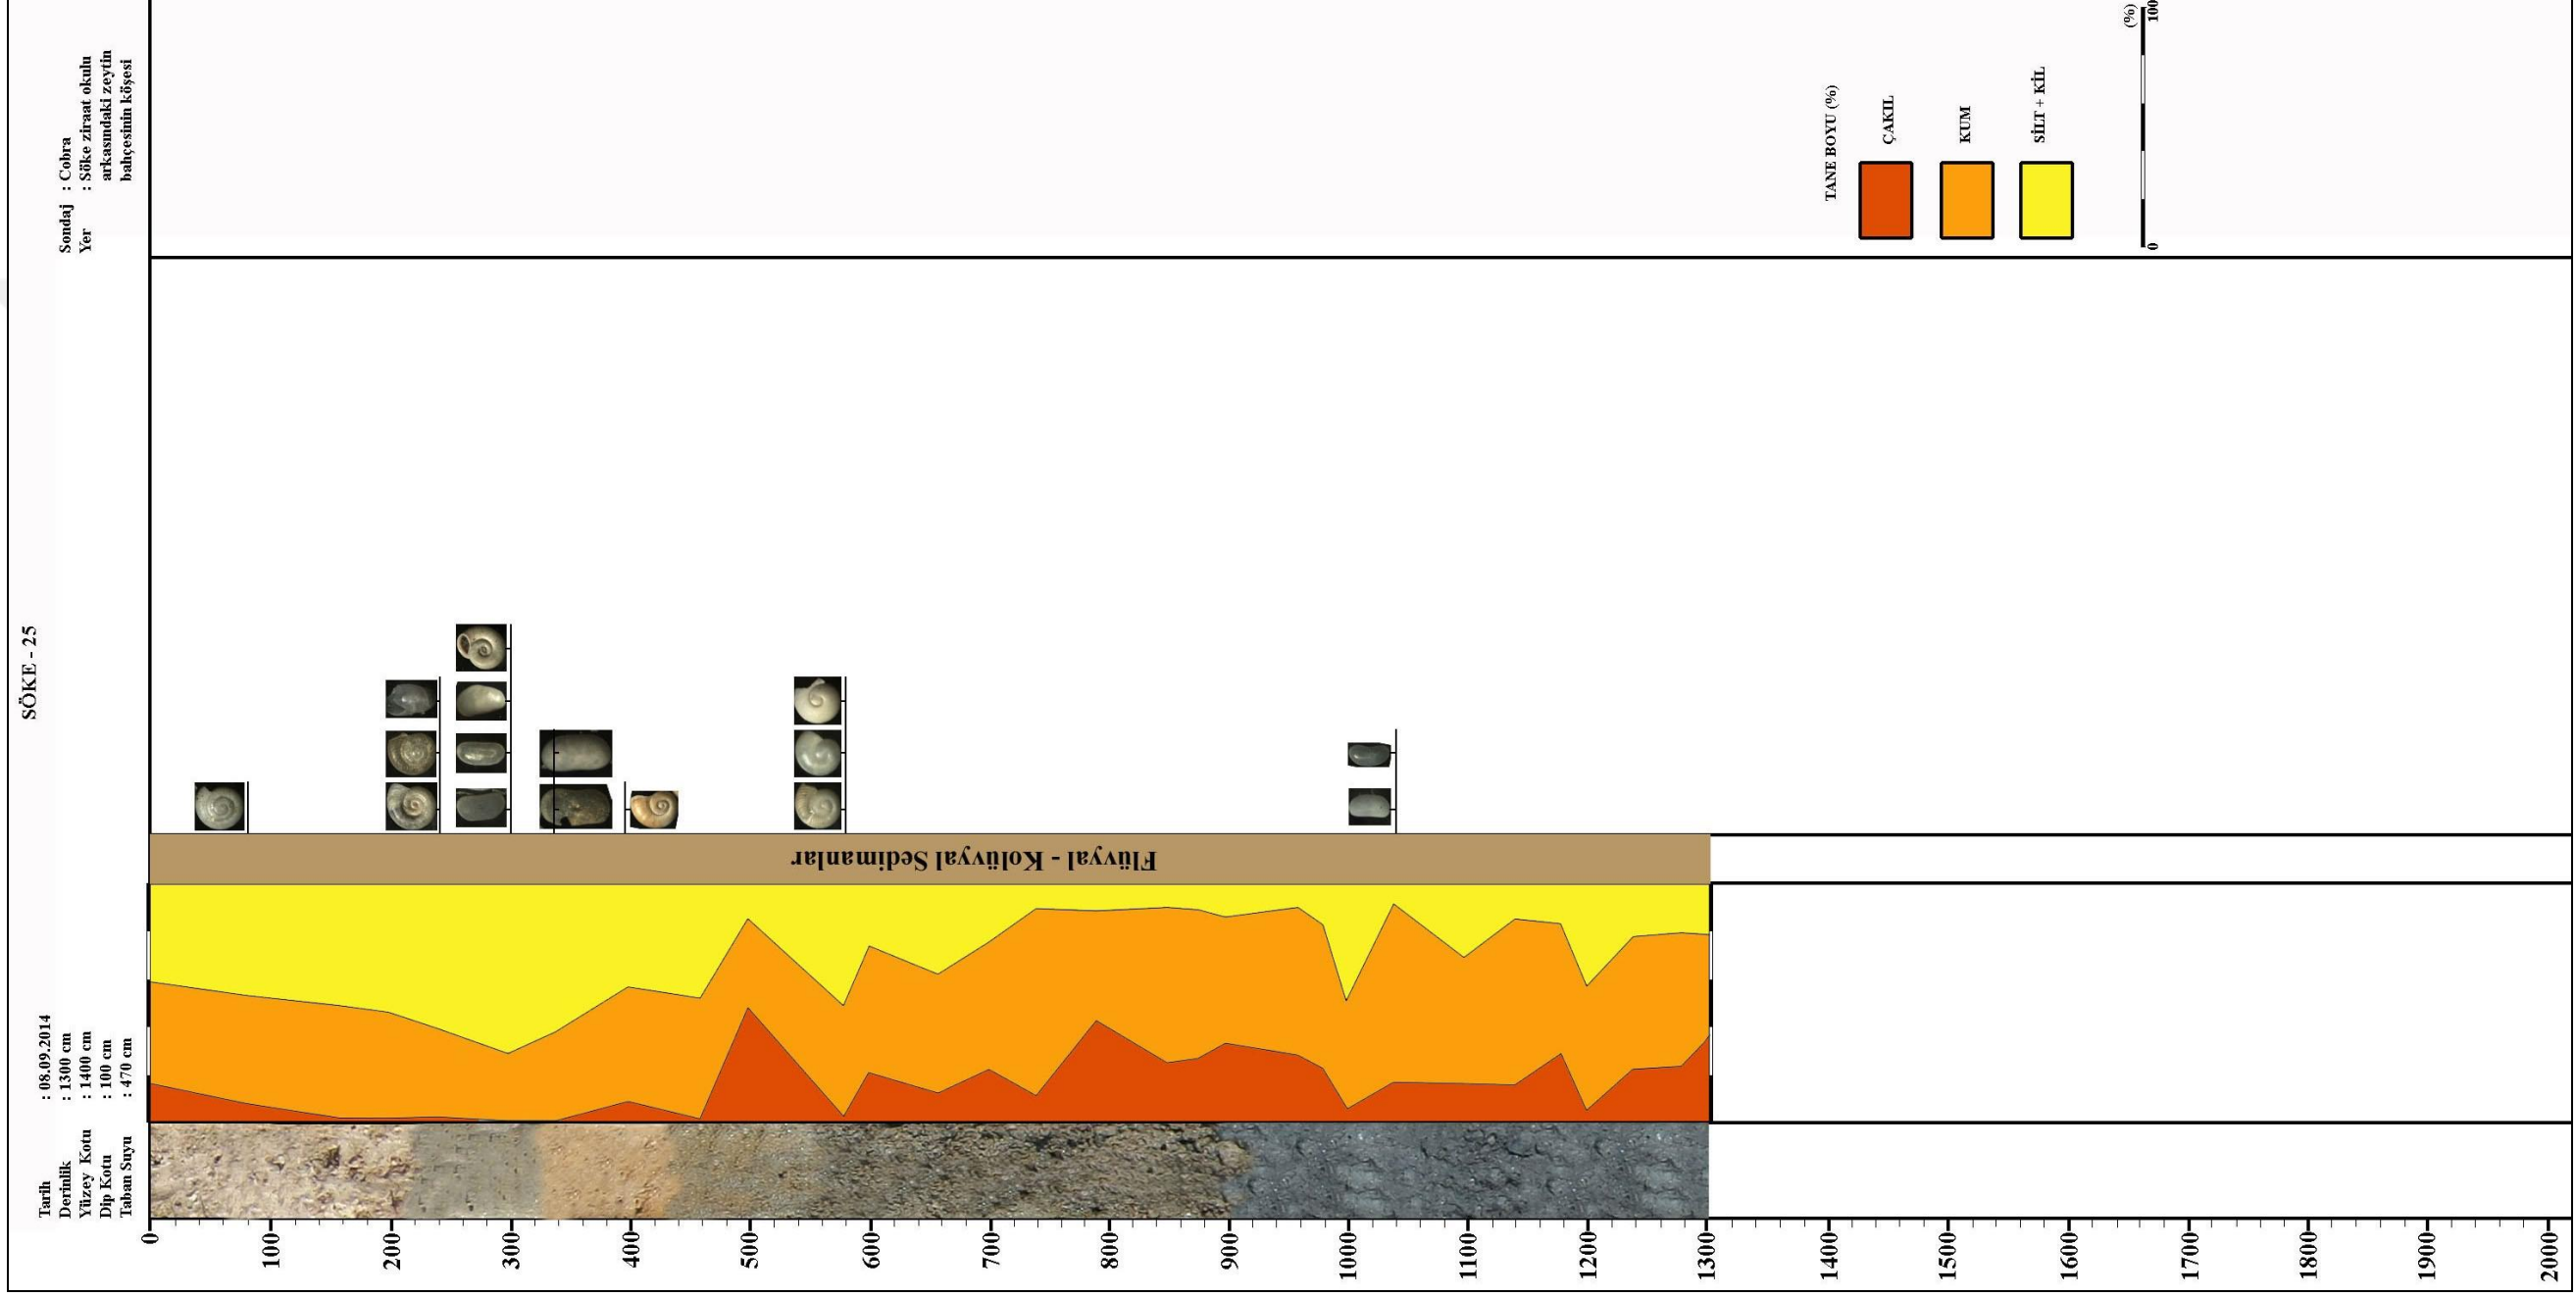 SÖKE - 25
Tarih : 08.09.2014
Derinlik : 1300 cm
Yüzey Kotu : 1400 cm
Dip Kotu : 100 cm
Taban Suyu : 470 cm
Sondaj : Cobra
Yer : Söke ziraat okulu
arkasındaki zeytin
bahçesinin köşesi
0
100
200
300
400
500
600
700
800
900
1000
1100
1200
1300
1400
1500
1600
1700
1800
1900
2000
Flüvyal - Kolüvyal Sedimanlar
TANE BOYU (%)
ÇAKIL
KUM
SİLT + KİL
(%)
0 100